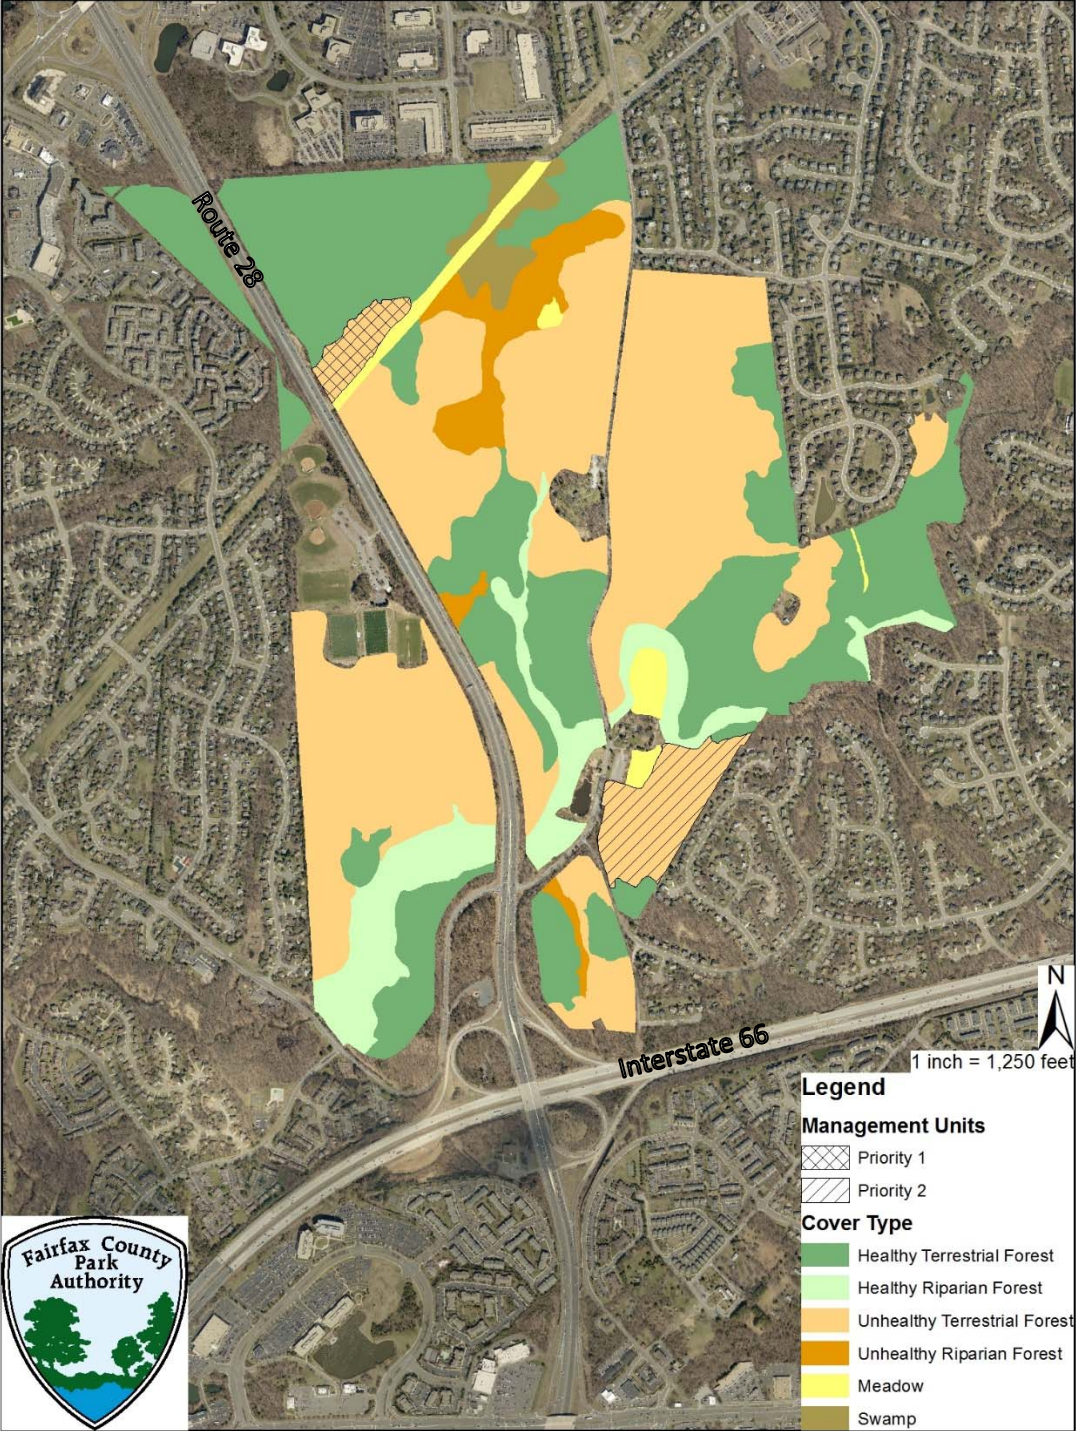 Route 28
Interstate 66
N
1 inch = 1,250 feet
Legend
Management Units
Priority 1
Priority 2
Cover Type
Healthy Terrestrial Forest
Healthy Riparian Forest
Unhealthy Terrestrial Forest
Unhealthy Riparian Forest
Meadow
Swamp
Fairfax County
Park
Authority